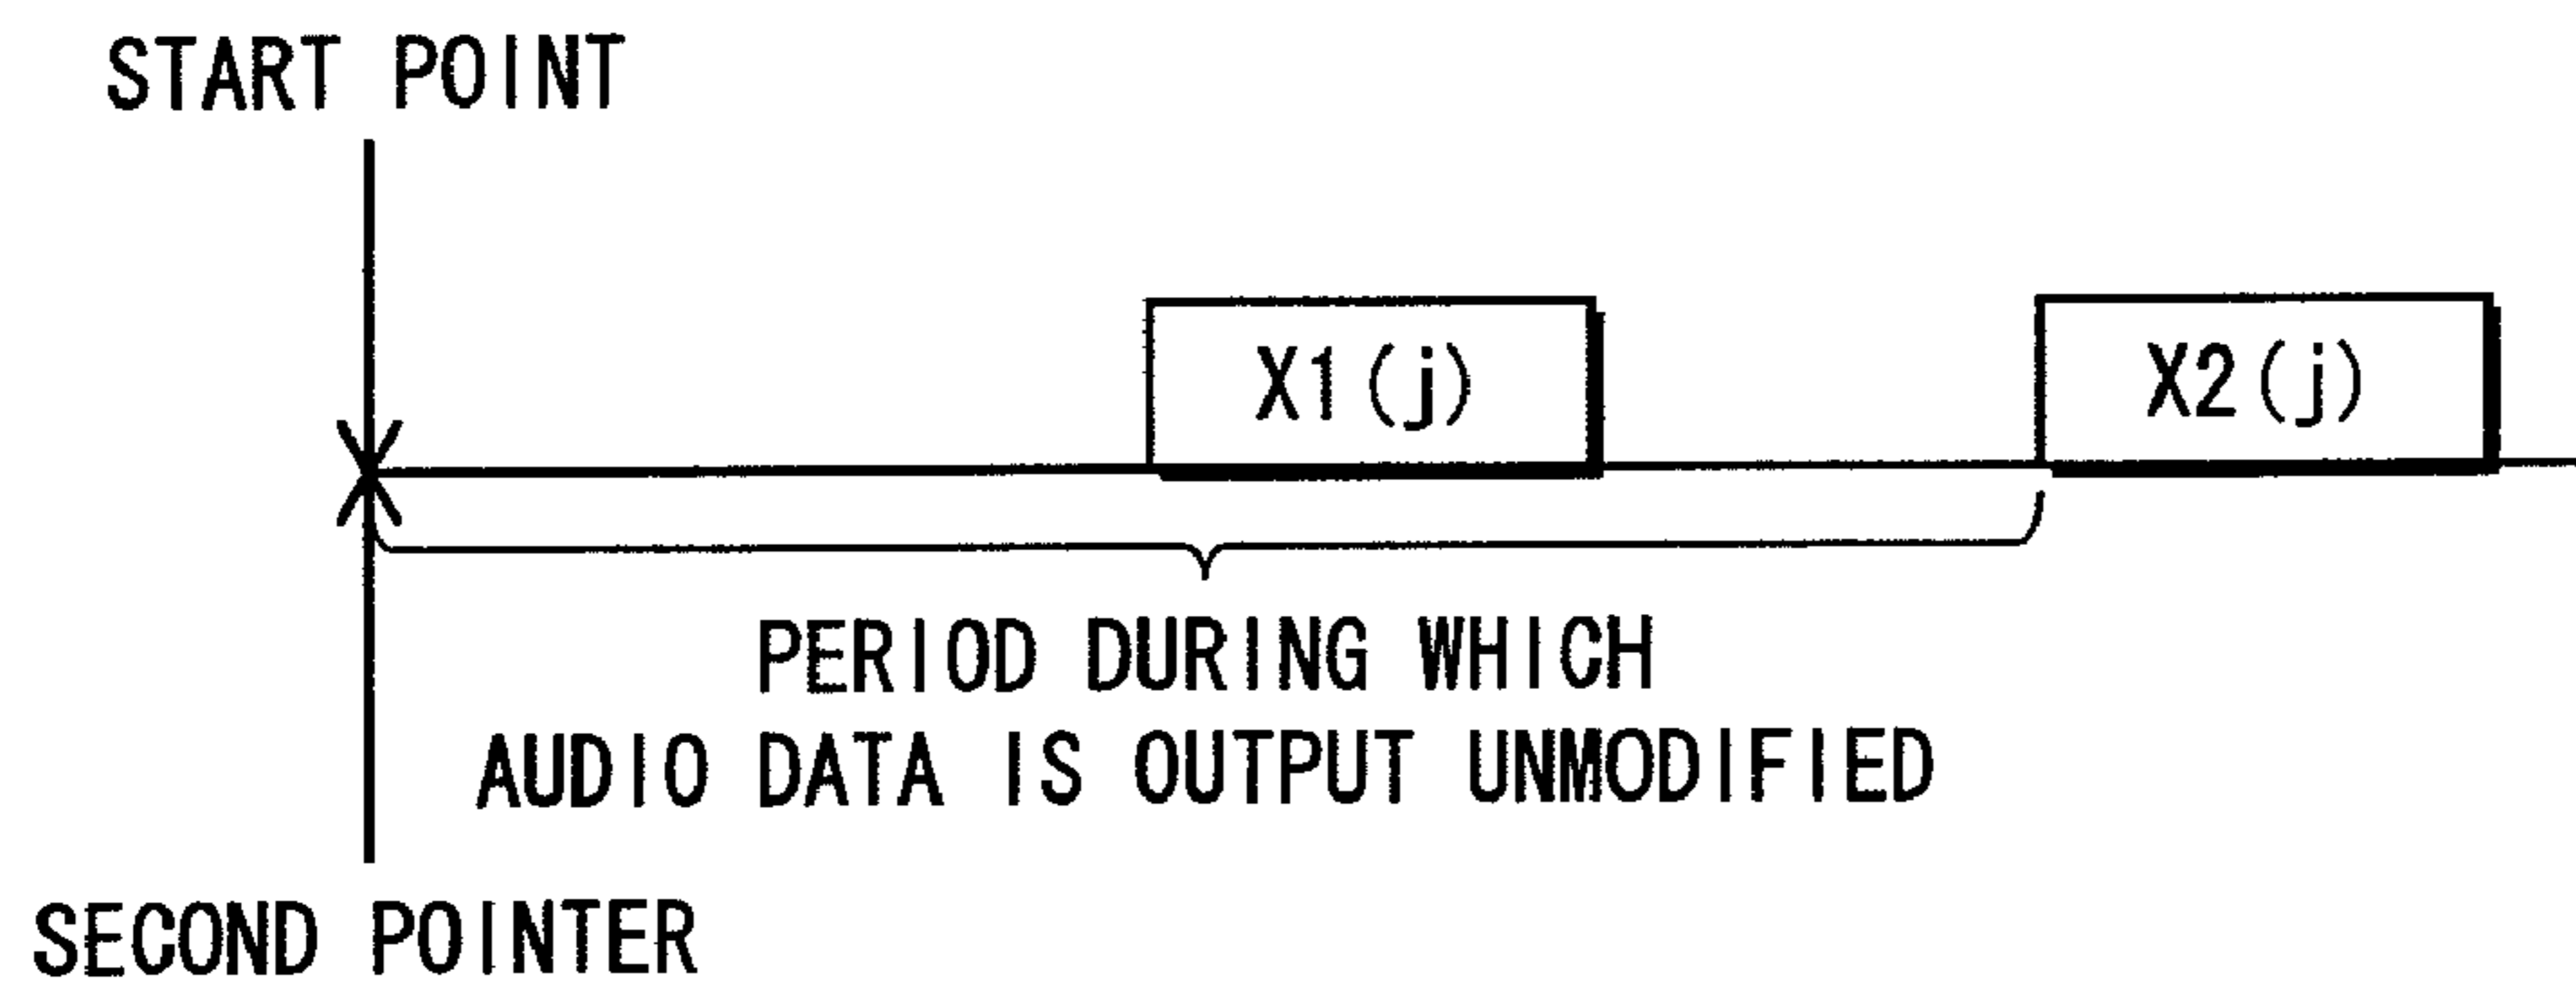 START POINT
X1(j)
X2(j)
PERIOD DURING WHICH
AUDIO DATA IS OUTPUT UNMODIFIED
SECOND POINTER